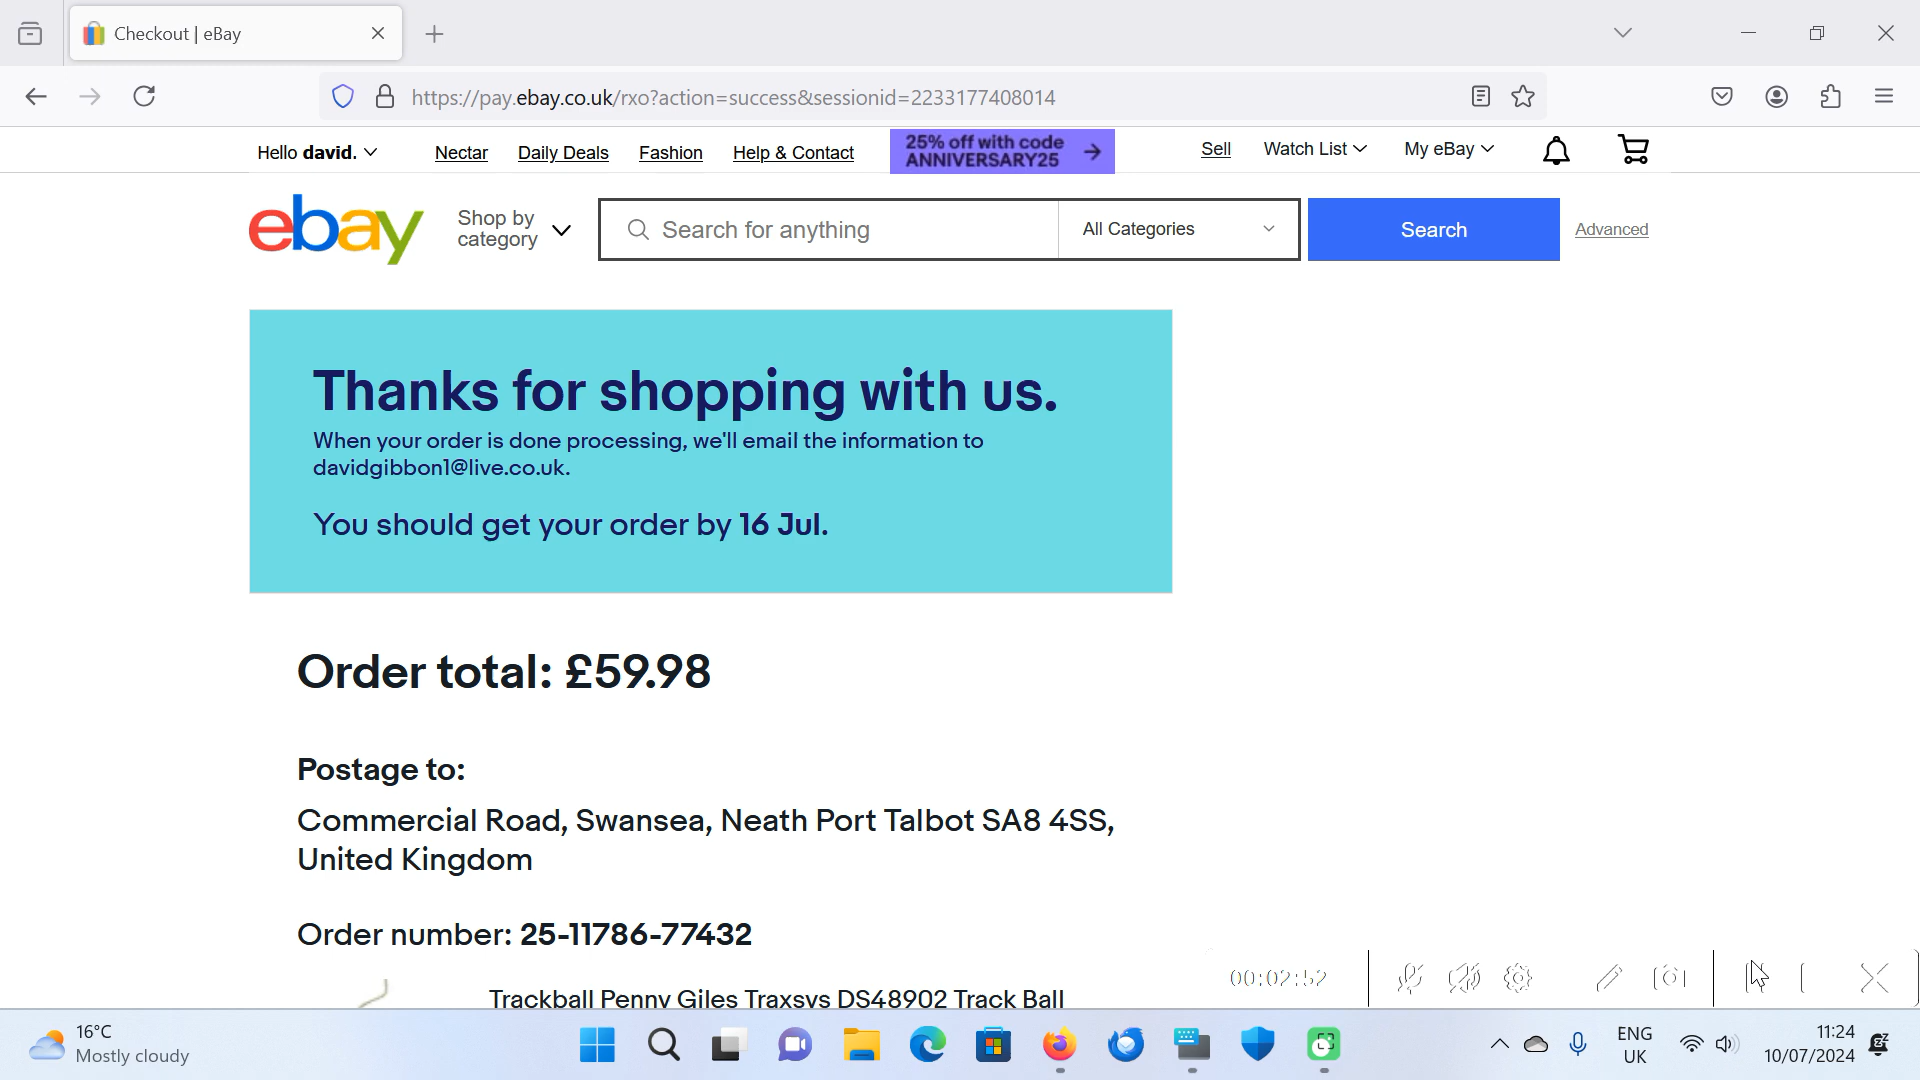 Checkout | eBay
https://pay.ebay.co.uk/rxo?action=success&sessionid=2233177408014
Hello david.
Nectar
Daily Deals
Fashion
Help & Contact
25% off with code
ANNIVERSARY25
Sell
Watch List
My eBay
ebay
Shop by
category
Search for anything
All Categories
Search
Advanced
Thanks for shopping with us.
When your order is done processing, we'll email the information to
davidgibbon1@live.co.uk.
You should get your order by 16 Jul.
Order total: £59.98
Postage to:
Commercial Road, Swansea, Neath Port Talbot SA8 4SS,
United Kingdom
Order number: 25-11786-77432
00:02:52
Trackball Penny Giles Traxsys DS48902 Track Ball
16°C
Mostly cloudy
ENG
UK
11:24
10/07/2024